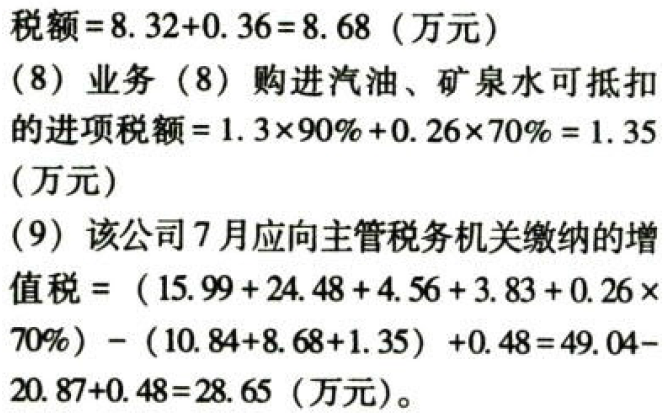 税额=8.32+0.36=8.68（万元）
（8）业务（8）购进汽油、矿泉水可抵扣
的进项税额=1.3×90%+0.26×70%=1.35
（万元）
（9）该公司7月应向主管税务机关缴纳的增
值税=（15.99+24.48+4.56+3.83+0.26×
70%）-（10.84+8.68+1.35）+0.48=49.04-
20.87+0.48=28.65（万元）。